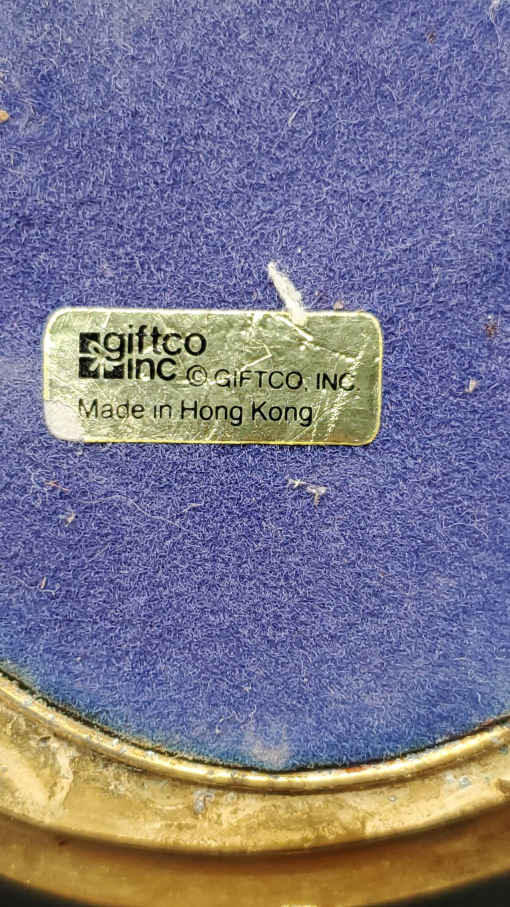 giftco
inc © GIFTCO, INC.
Made in Hong Kong